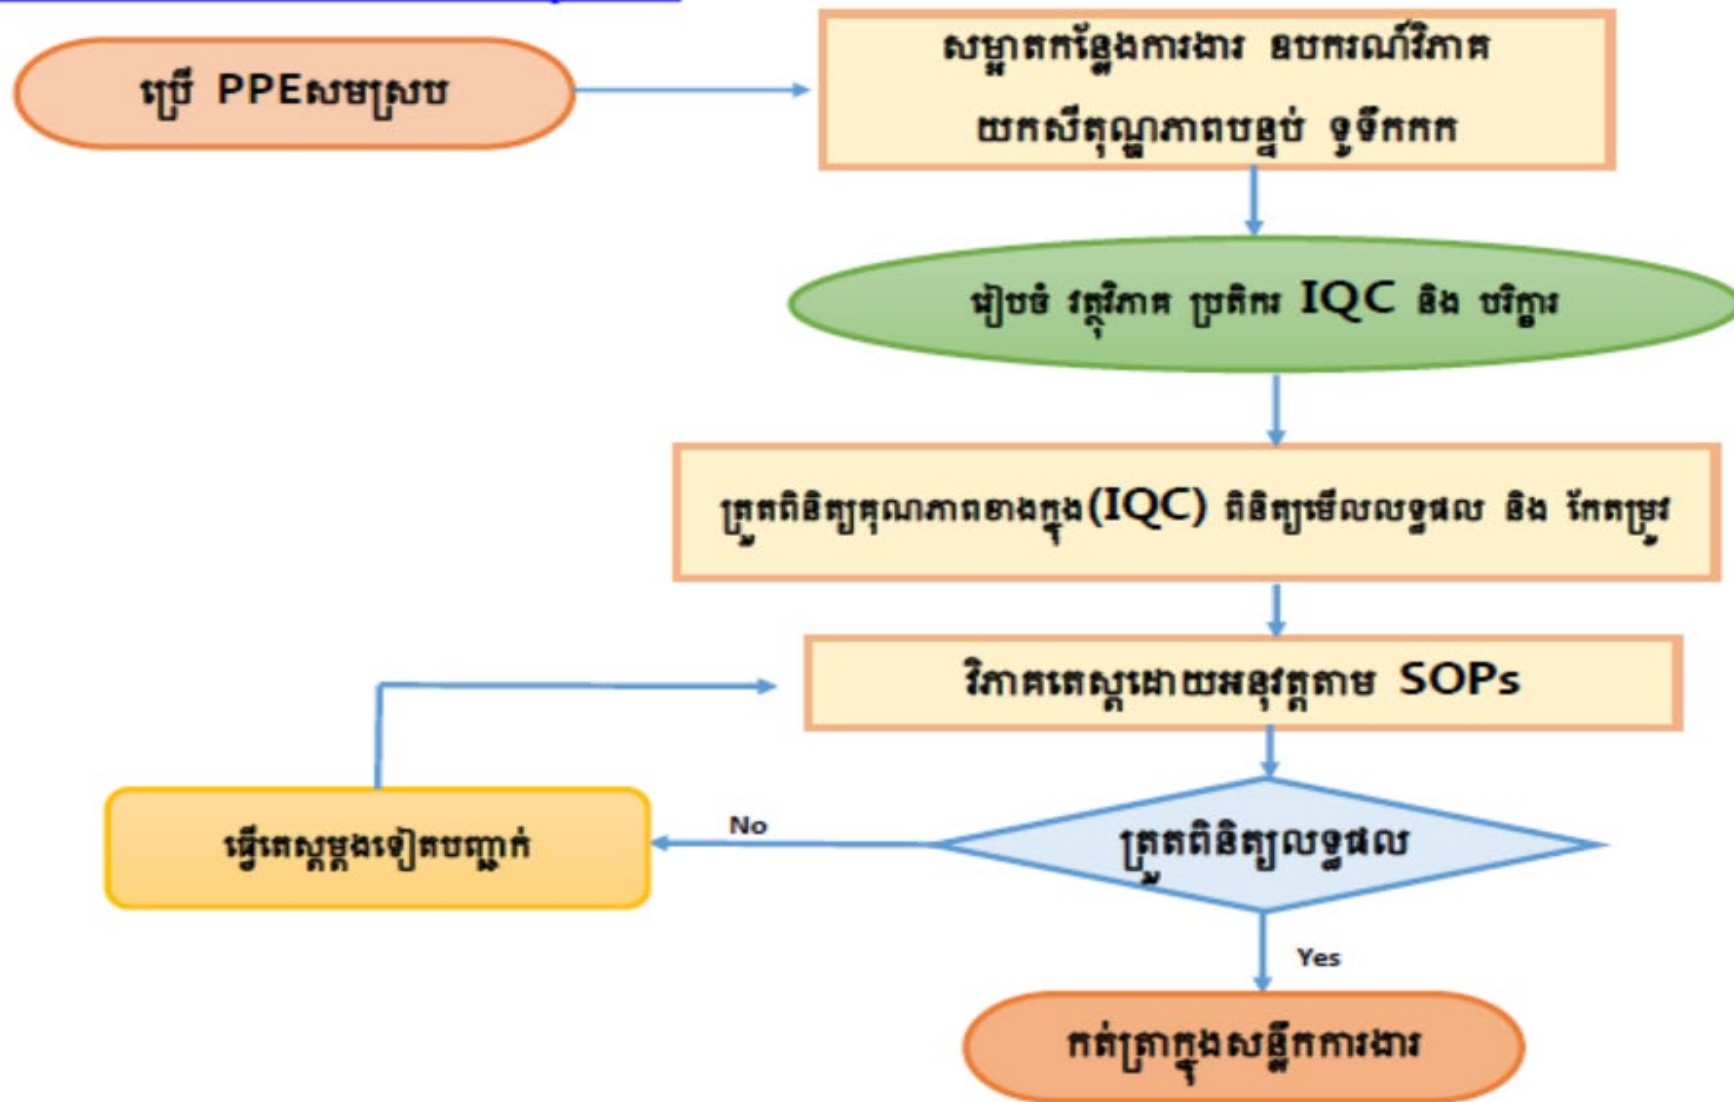 ប្រើ PPEសមស្រប
សម្អាតកន្លែងការងារ ឧបករណ៍វិភាគ
យកសីតុណ្ហភាពបន្ទប់ ទូទឹកកក
រៀបចំ វត្ថុវិភាគ ប្រតិករ IQC និង បរិក្ខារ
ត្រួតពិនិត្យគុណភាពខាងក្នុង(IQC) ពិនិត្យមើលលទ្ធផល និង កែតម្រូវ
វិភាគតេស្តដោយអនុវត្តតាម SOPs
ធ្វើតេស្តម្តងទៀតបញ្ជាក់
No
ត្រួតពិនិត្យលទ្ធផល
Yes
កត់ត្រាក្នុងសន្លឹកការងារ